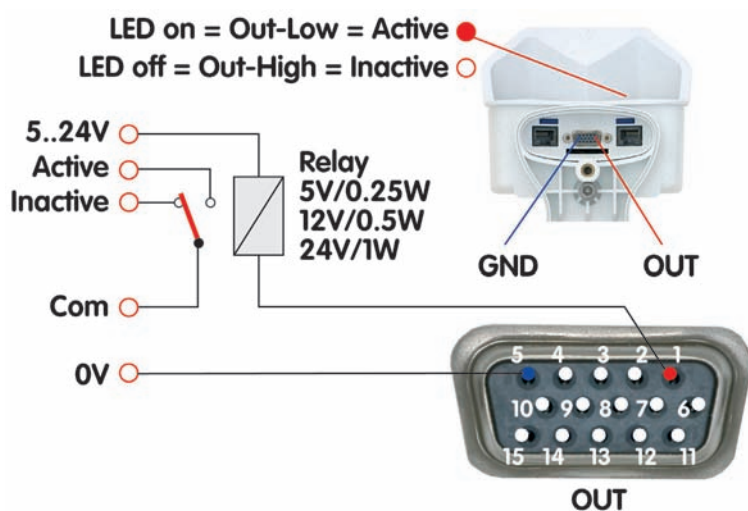 LED on = Out-Low = Active
LED off = Out-High = Inactive
5..24V
Active
Inactive
Relay
5V/0.25W
12V/0.5W
24V/1W
GND
OUT
Com
0V
5 4 3 2 1
10 9 8 7 6
15 14 13 12 11
OUT